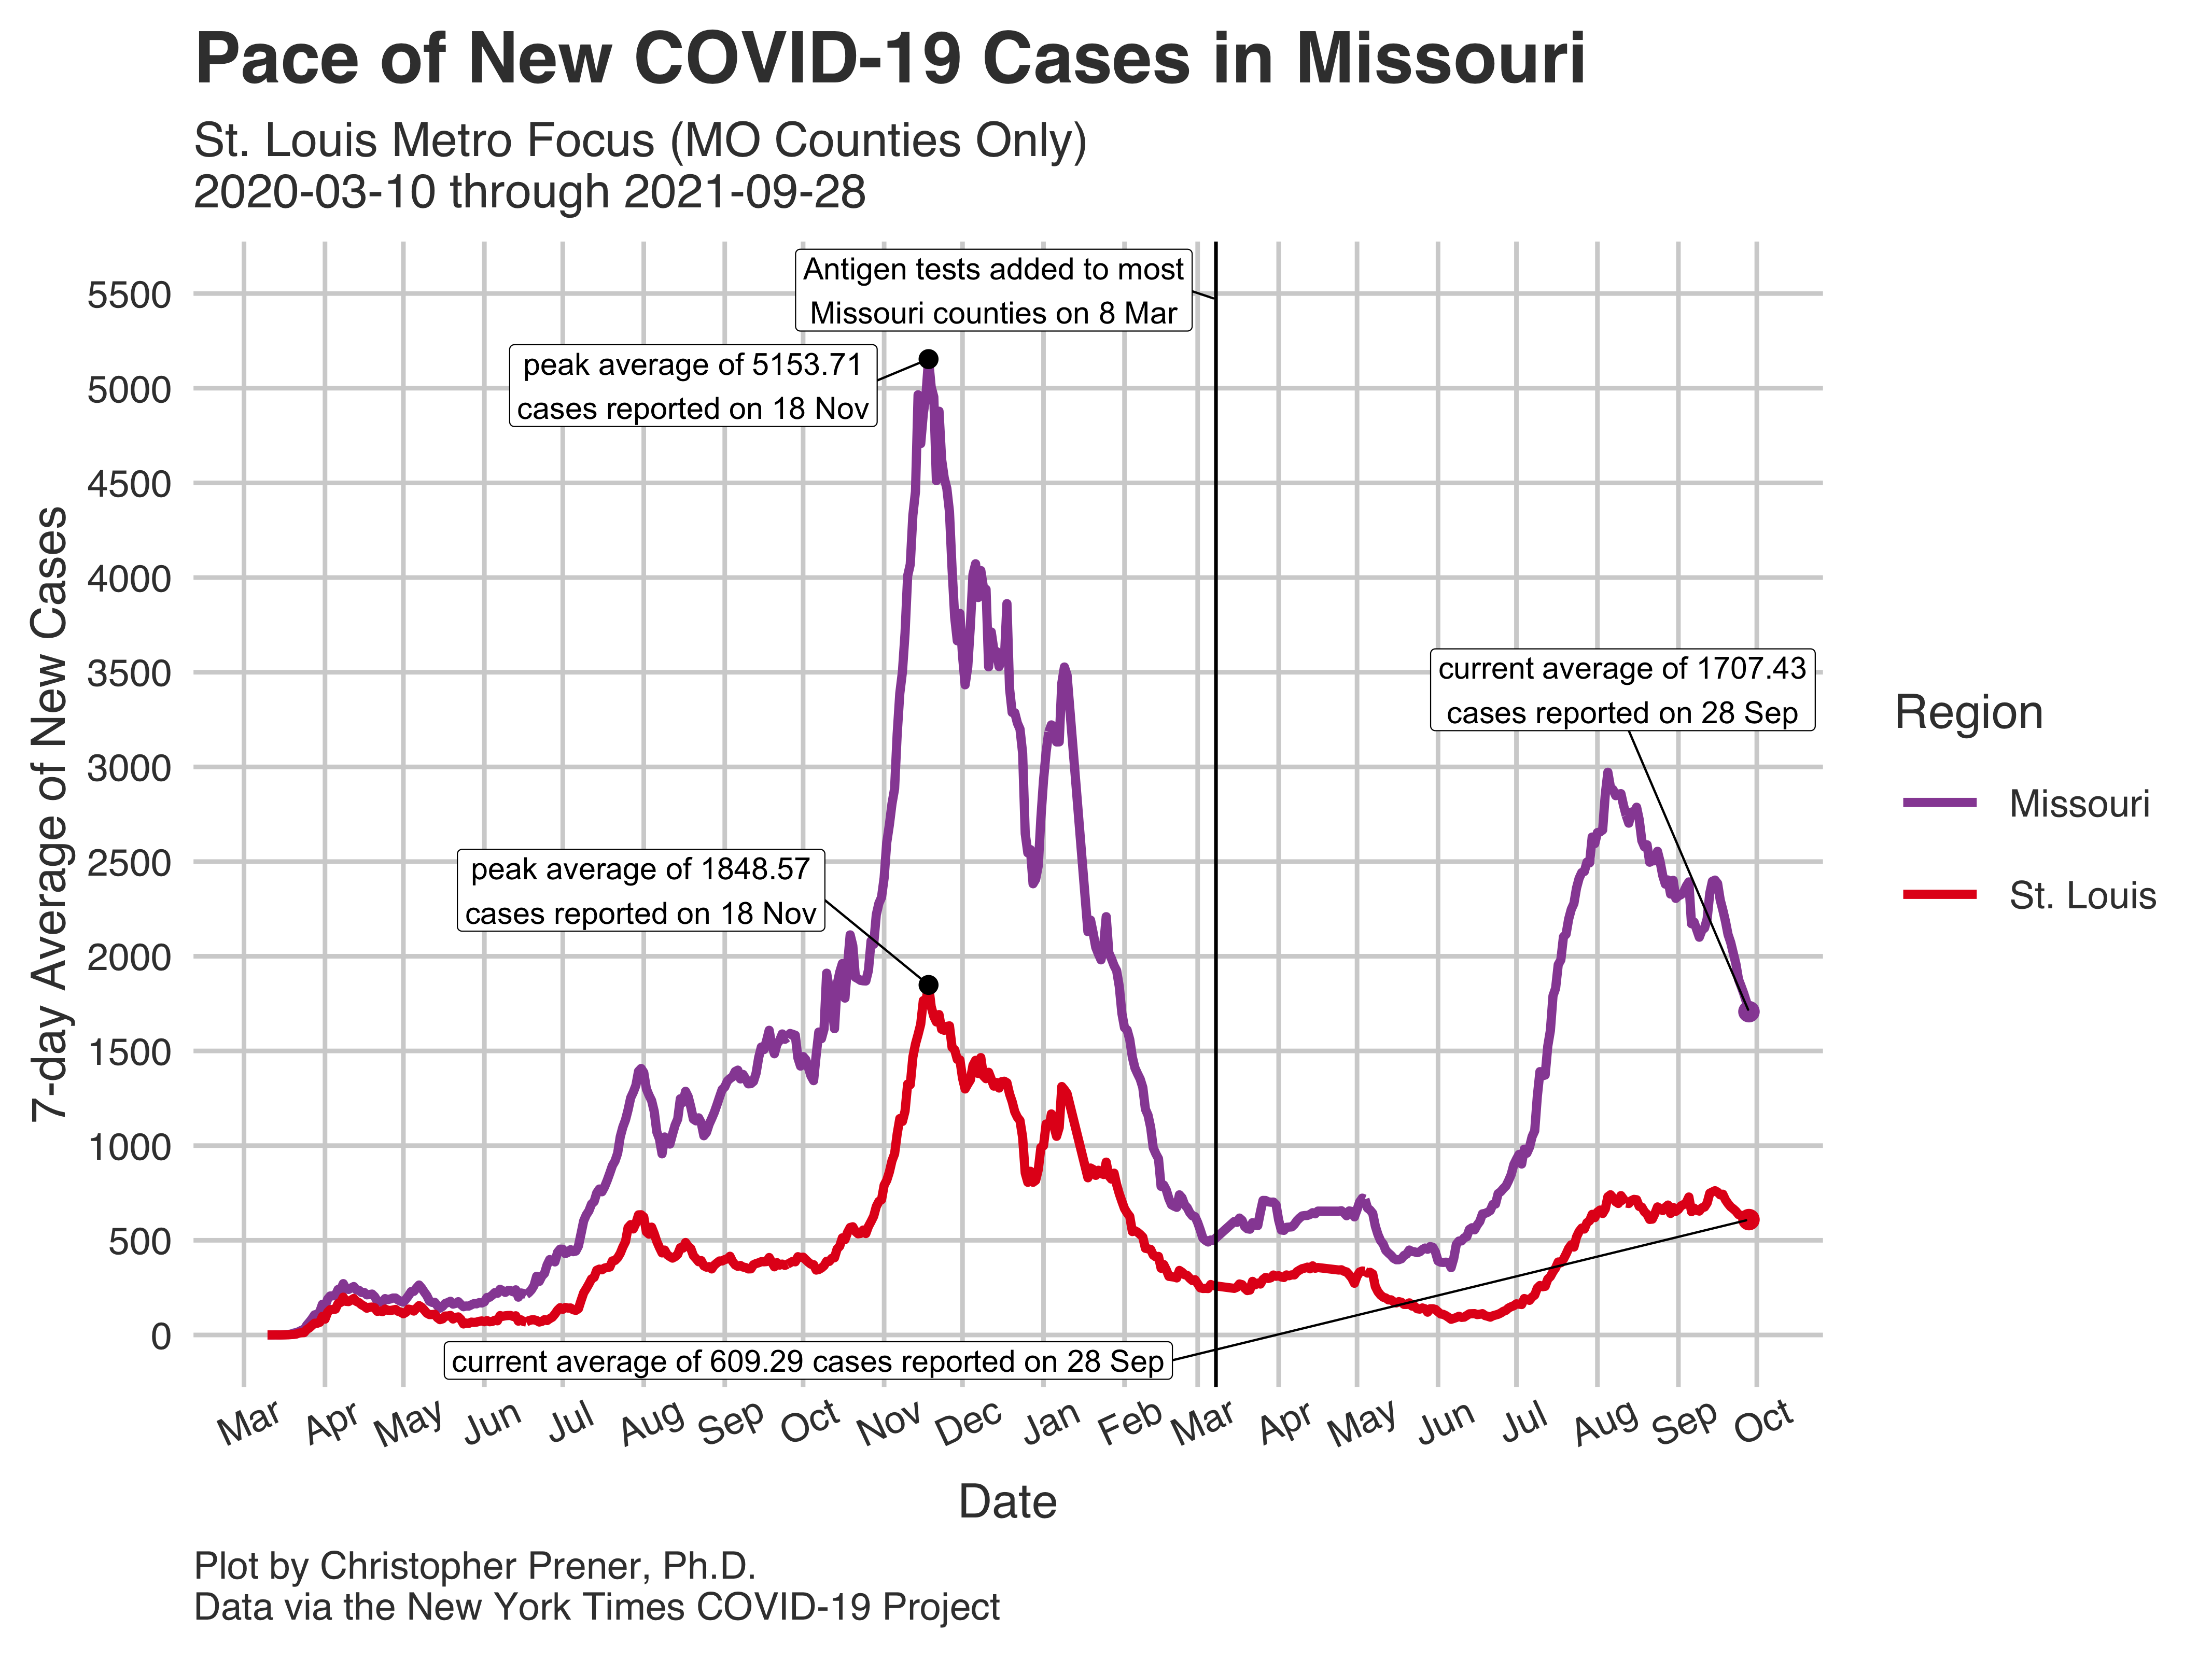 Pace of New COVID-19 Cases in Missouri
St. Louis Metro Focus (MO Counties Only)
2020-03-10 through 2021-09-28
Antigen tests added to most
Missouri counties on 8 Mar
peak average of 5153.71
cases reported on 18 Nov
peak average of 1848.57
cases reported on 18 Nov
current average of 1707.43
cases reported on 28 Sep
current average of 609.29 cases reported on 28 Sep
7-day Average of New Cases
5500
5000
4500
4000
3500
3000
2500
2000
1500
1000
500
0
Mar Apr May Jun Jul Aug Sep Oct Nov Dec Jan Feb Mar Apr May Jun Jul Aug Sep Oct
Date
Region
Missouri
St. Louis
Plot by Christopher Prener, Ph.D.
Data via the New York Times COVID-19 Project